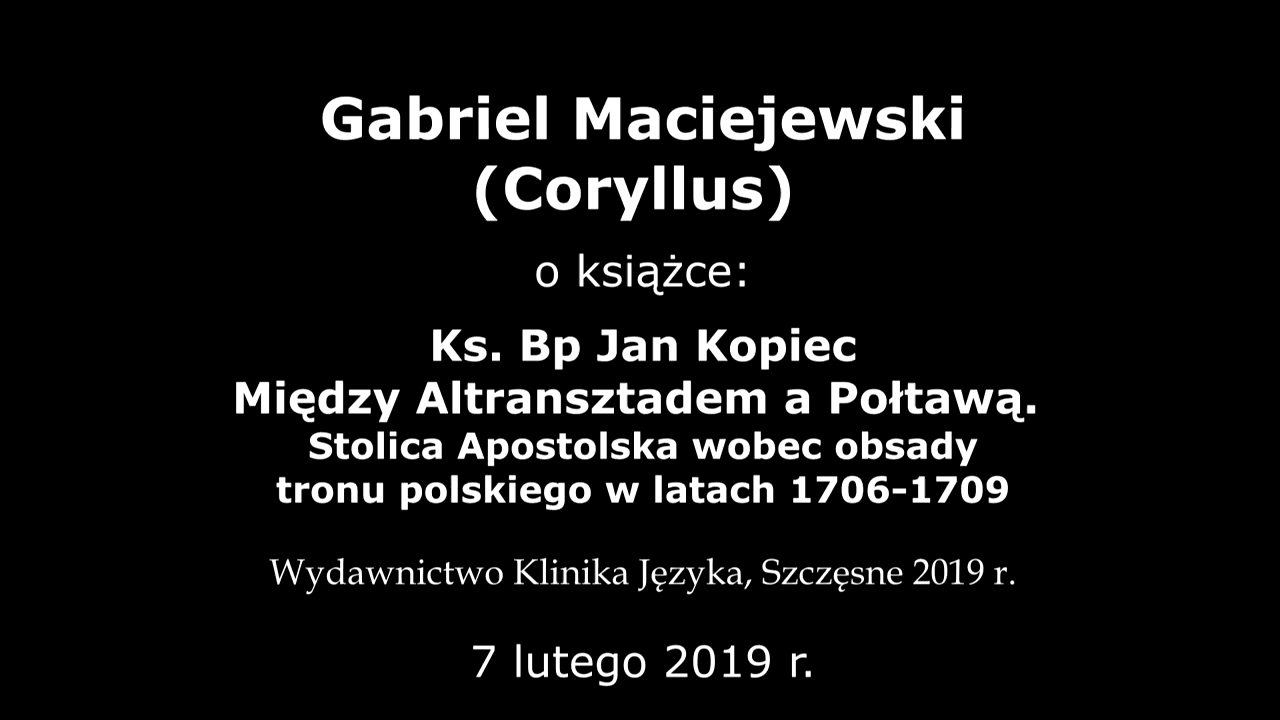 Gabriel Maciejewski
(Coryllus)
o książce:
Ks. Bp Jan Kopiec
Między Altransztadem a Połtawą.
Stolica Apostolska wobec obsady
tronu polskiego w latach 1706-1709
Wydawnictwo Klinika Języka, Szczęsne 2019 r.
7 lutego 2019 r.